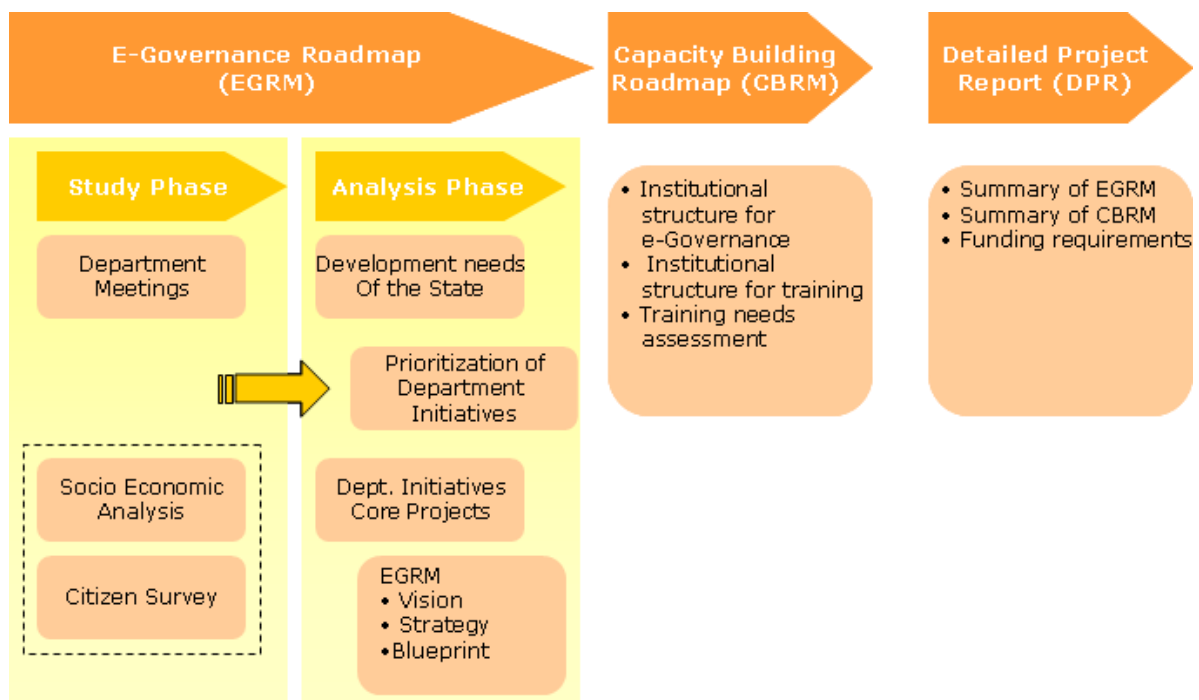 E-Governance Roadmap
(EGRM)
Capacity Building
Roadmap (CBRM)
Detailed Project
Report (DPR)
Study Phase
Department
Meetings
Socio Economic
Analysis
Citizen Survey
Analysis Phase
Development needs
Of the State
Prioritization of
Department
Initiatives
Dept. Initiatives
Core Projects
EGRM
• Vision
• Strategy
•Blueprint
• Institutional
structure for
e-Governance
• Institutional
structure for training
• Training needs
assessment
• Summary of EGRM
• Summary of CBRM
• Funding requirements